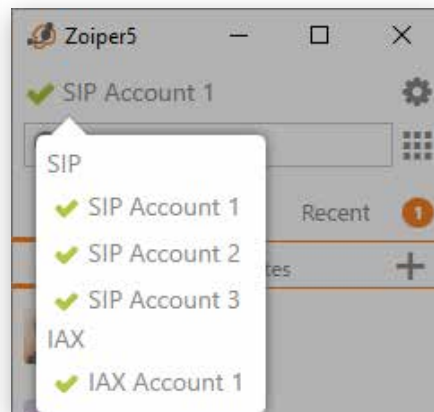 Zoiper5
SIP Account 1
SIP
SIP Account 1
Recent
1
SIP Account 2
SIP Account 3
IAX
IAX Account 1